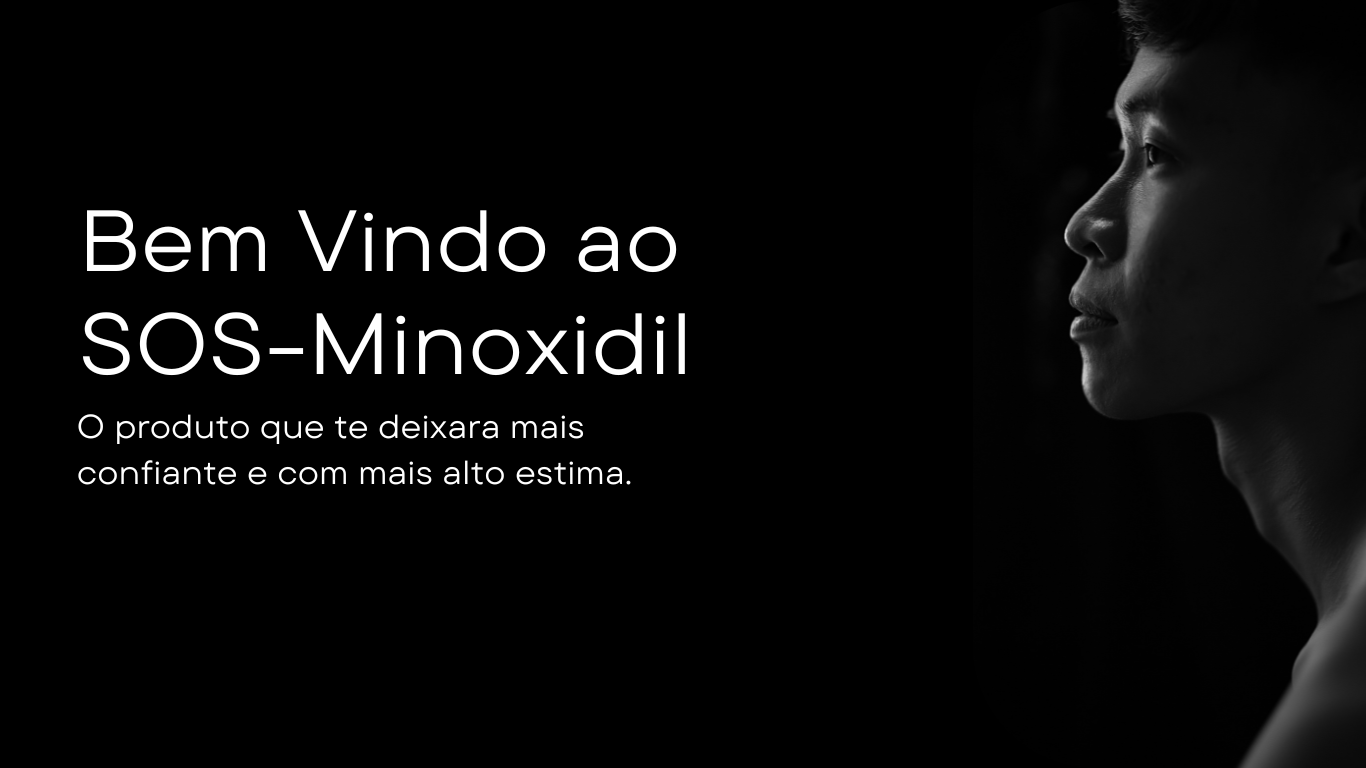 Bem Vindo ao
SOS-Minoxidil
O produto que te deixara mais
confiante e com mais alto estima.